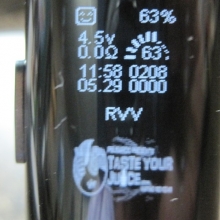 63%
4.5v
0.0Ω 63%
11:58 0208
05.29 0000
RVV
TASTE YOUR
JUICE